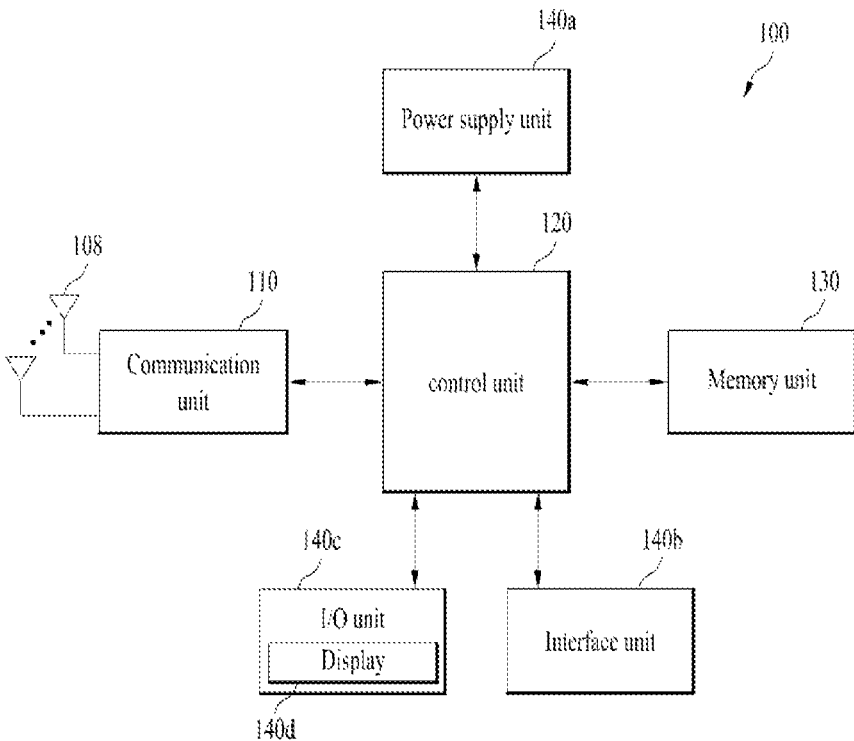 140a
100
Power supply unit
108
120
110
130
Communication
unit
control unit
Memory unit
140c
140b
I/O unit
Interface unit
Display
140d